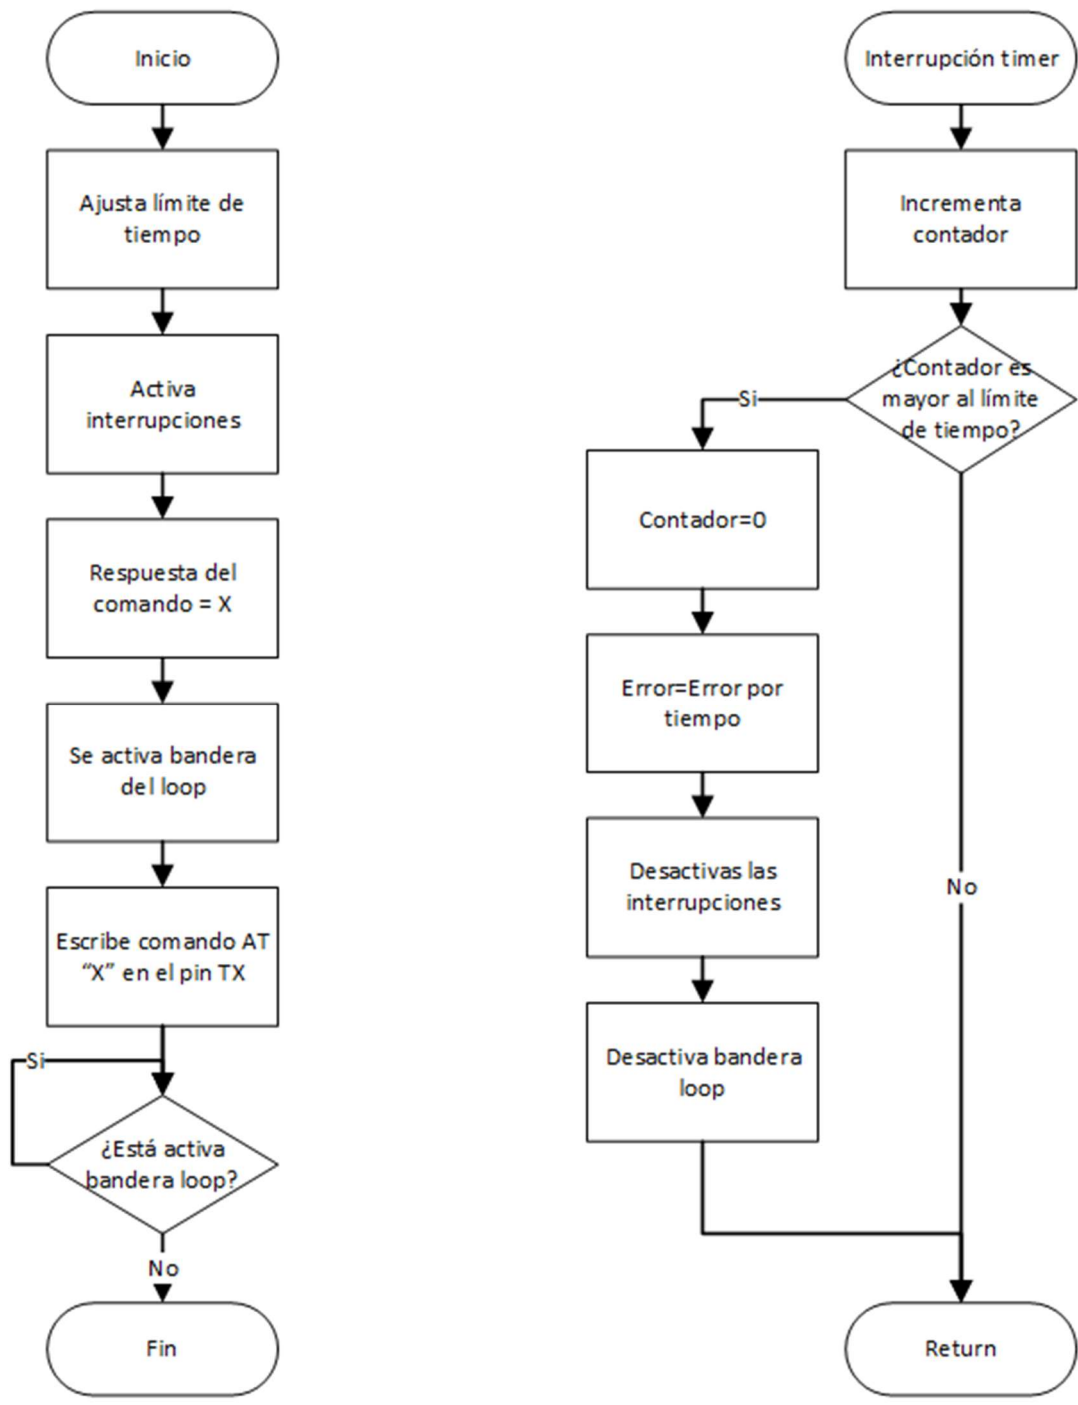 Inicio
Ajusta límite de
tiempo
Activa
interrupciones
Respuesta del
comando = X
Se activa bandera
del loop
Escribe comando AT
“X” en el pin TX
Si
¿Está activa
bandera loop?
No
Fin
Interrupción timer
Incrementa
contador
¿Contador es
mayor al límite
de tiempo?
Si
Contador=0
Error=Error por
tiempo
Desactivas las
interrupciones
Desactiva bandera
loop
No
Return